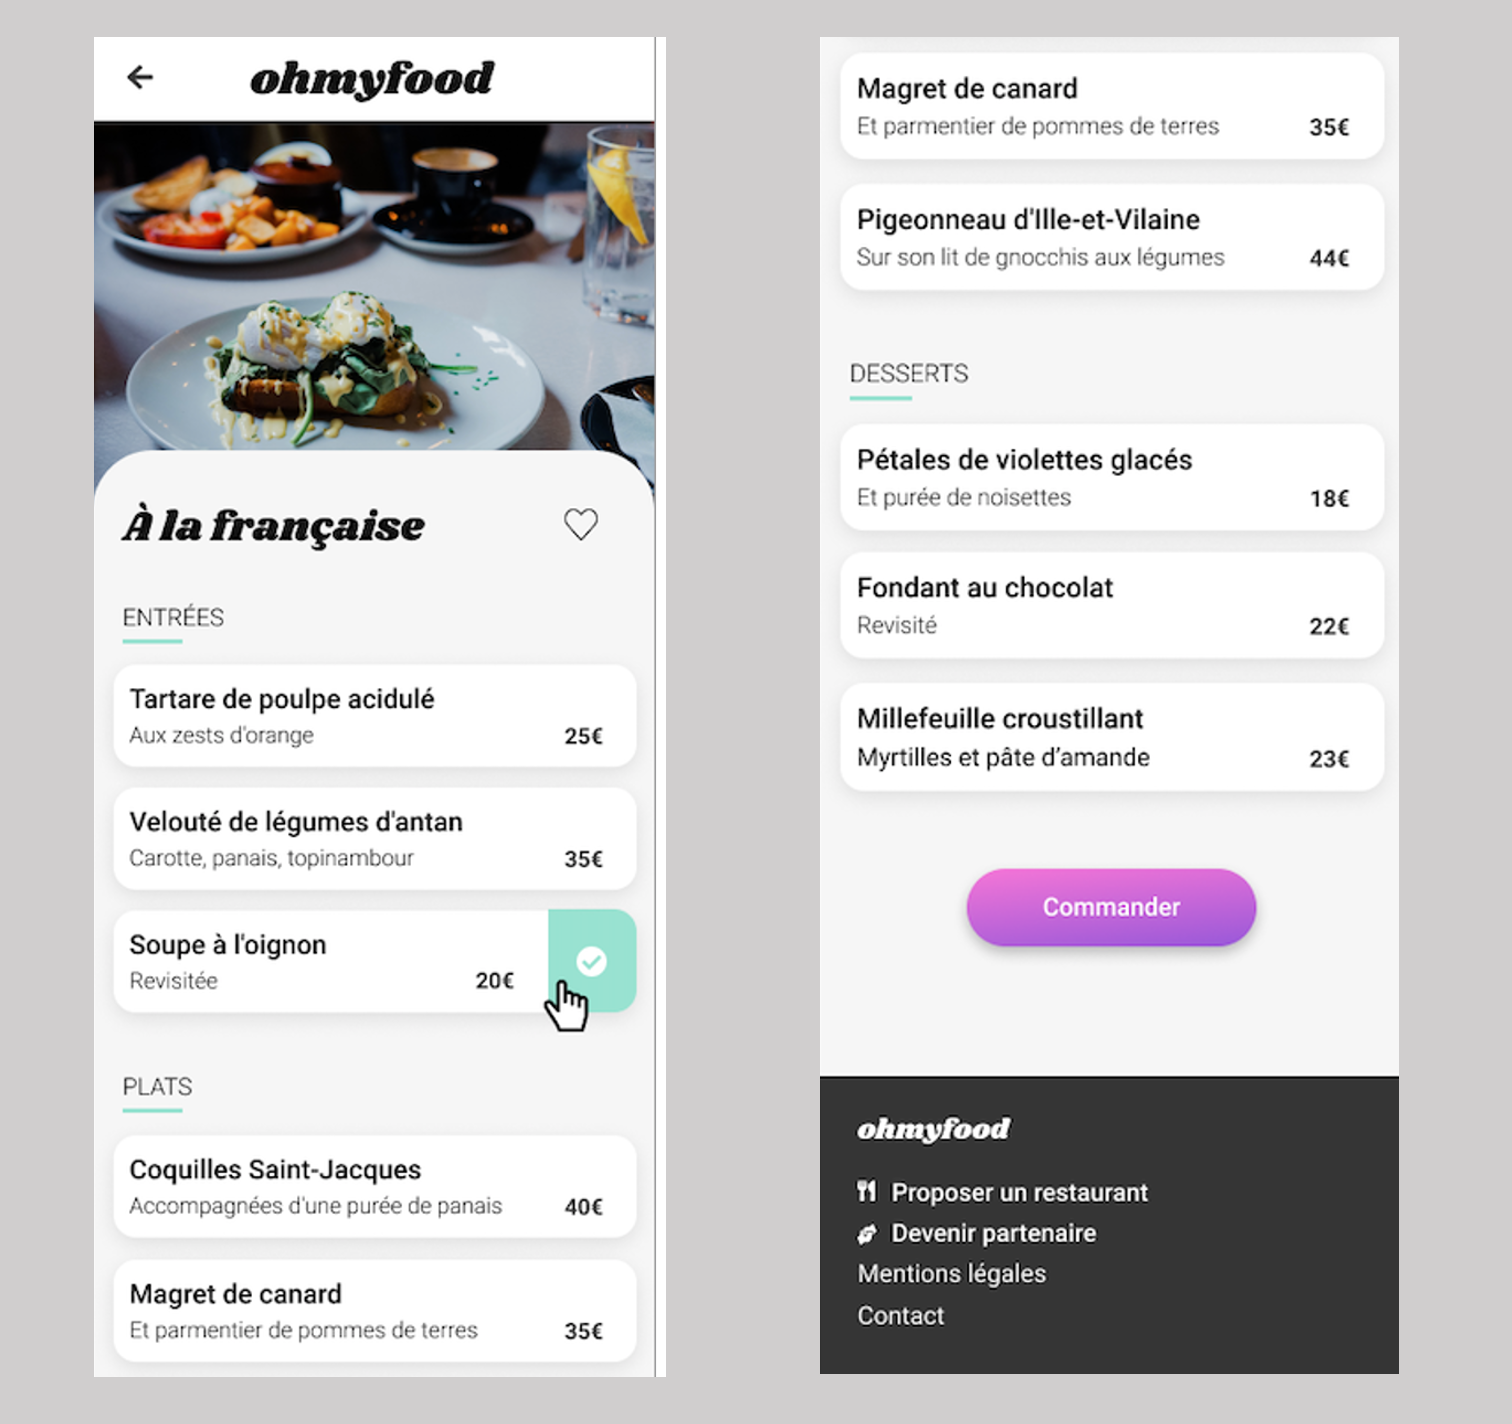 ohmyfood
À la française
ENTRÉES
Tartare de poulpe acidulé
Aux zests d'orange 25€
Velouté de légumes d'antan
Carotte, panais, topinambour 35€
Soupe à l'oignon
Revisitée 20€
PLATS
Coquilles Saint-Jacques
Accompagnées d'une purée de panais 40€
Magret de canard
Et parmentier de pommes de terres 35€
Magret de canard
Et parmentier de pommes de terres 35€
Pigeonneau d'Ille-et-Vilaine
Sur son lit de gnocchis aux légumes 44€
DESSERTS
Pétales de violettes glacés
Et purée de noisettes 18€
Fondant au chocolat
Revisité 22€
Millefeuille croustillant
Myrtilles et pâte d’amande 23€
Commander
ohmyfood
Proposer un restaurant
Devenir partenaire
Mentions légales
Contact